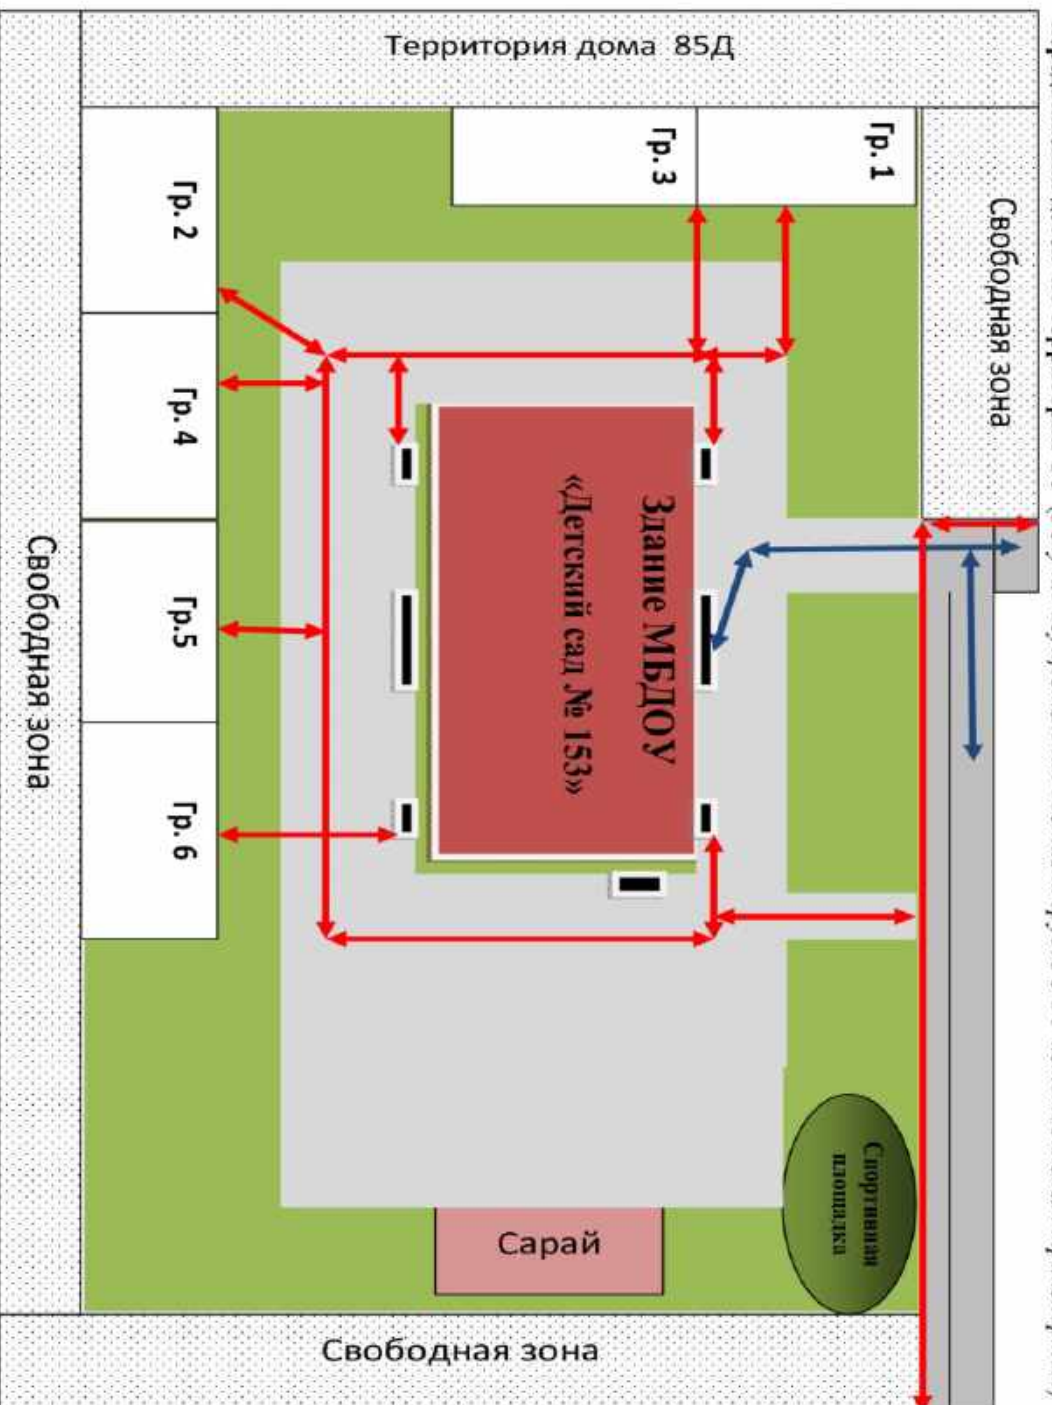 Территория дома 85Д
Гр. 3
Гр. 1
Свободная зона
Гр. 2
Гр. 4
Гр.5
Гр. 6
Свободная зона
Здание МБДОУ
«Детский сад № 153»
Спортивная
площадка
Сарай
Свободная зона